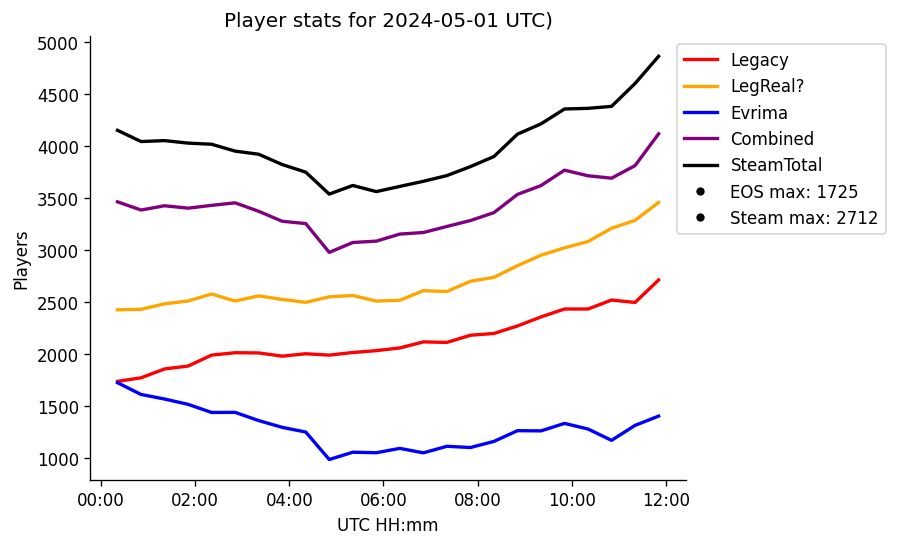 Player stats for 2024-05-01 UTC)
5000
4500
4000
3500
3000
2500
2000
1500
1000
Players
00:00 02:00 04:00 06:00 08:00 10:00 12:00
UTC HH:mm
Legacy
LegReal?
Evrima
Combined
SteamTotal
EOS max: 1725
Steam max: 2712